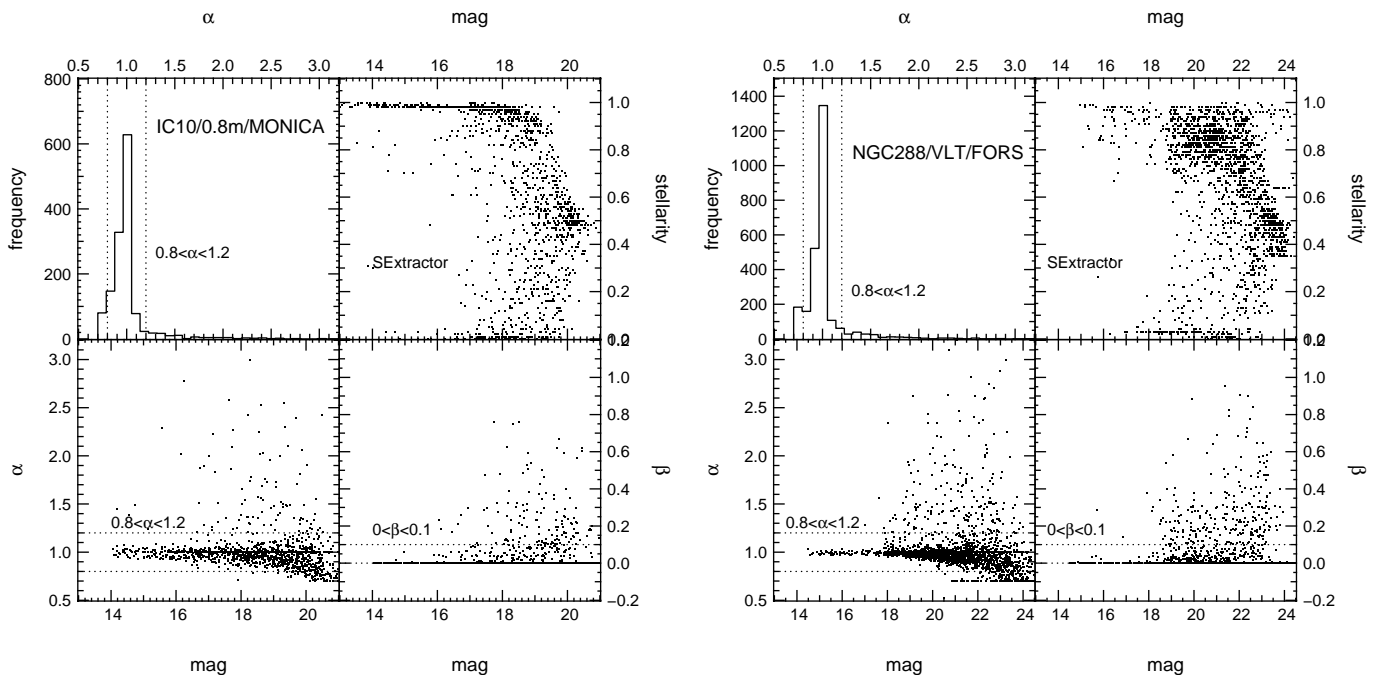 α mag
0.5 1.0 1.5 2.0 2.5 3.0 14 16 18 20
800
600
400
200
0
frequency
IC10/0.8m/MONICA
0.8<α<1.2
SExtractor
1.0
0.8
0.6
0.4
0.2
0.0
stellarity
3.0
2.5
2.0
1.5
1.0
0.5
α
0.8<α<1.2
0<β<0.1
1.2
1.0
0.8
0.6
0.4
0.2
0.0
−0.2
β
14 16 18 20 14 16 18 20
mag mag
α mag
0.5 1.0 1.5 2.0 2.5 3.0 14 16 18 20 22 24
1400
1200
1000
800
600
400
200
0
frequency
NGC288/VLT/FORS
0.8<α<1.2
SExtractor
1.0
0.8
0.6
0.4
0.2
0.0
stellarity
3.0
2.5
2.0
1.5
1.0
0.5
α
0.8<α<1.2
0<β<0.1
1.2
1.0
0.8
0.6
0.4
0.2
0.0
−0.2
β
14 16 18 20 22 24 14 16 18 20 22 24
mag mag